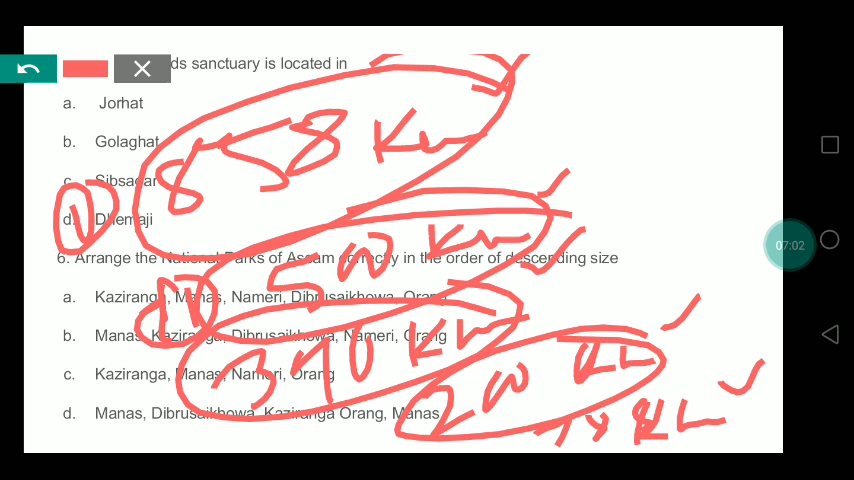 ds sanctuary is located in
a. Jorhat
b. Golaghat
858 Km
c. Sibsagar
d. Dhemaji
6. Arrange the National Parks of Assam correctly in the order of descending size
500 Km
a. Kaziranga, Manas, Nameri, Dibrusaikhowa, Orang
b. Manas, Kaziranga, Dibrusaikhowa, Nameri, Orang
c. Kaziranga, Manas, Nameri, Orang
200 Km
d. Manas, Dibrusaikhowa, Kaziranga Orang, Manas
07:02